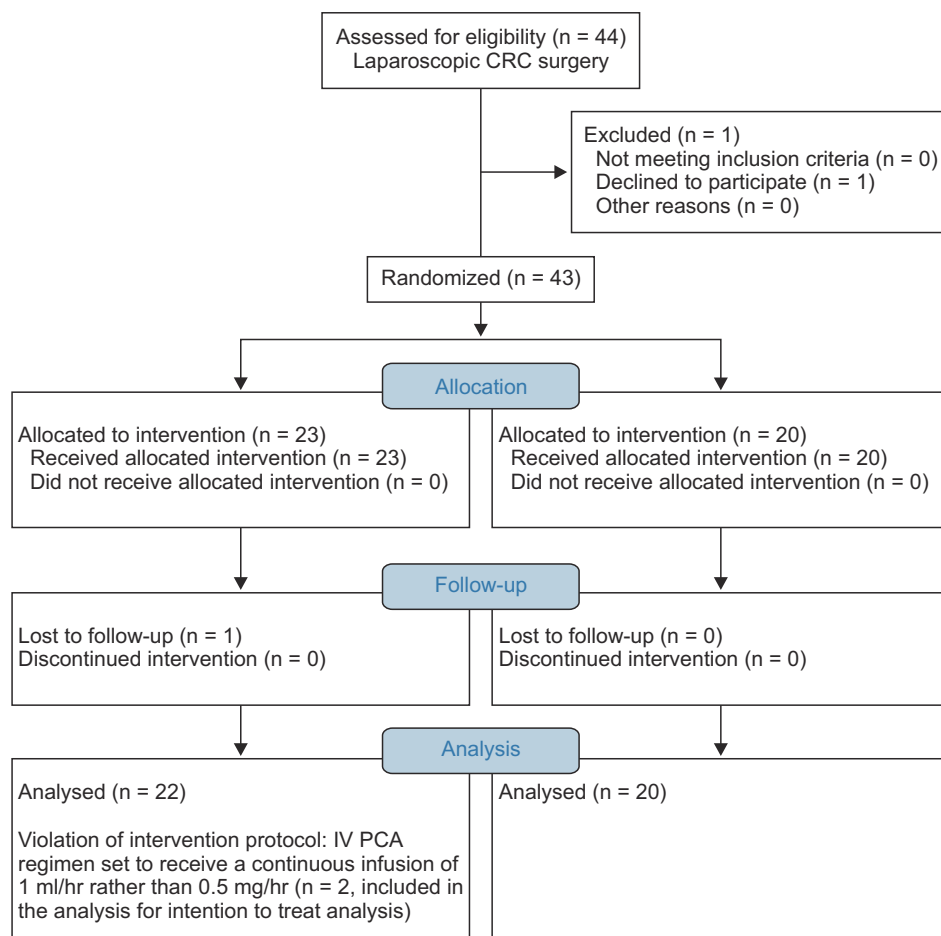 Assessed for eligibility (n = 44)
Laparoscopic CRC surgery
Excluded (n = 1)
Not meeting inclusion criteria (n = 0)
Declined to participate (n = 1)
Other reasons (n = 0)
Randomized (n = 43)
Allocation
Allocated to intervention (n = 23)
Received allocated intervention (n = 23)
Did not receive allocated intervention (n = 0)
Allocated to intervention (n = 20)
Received allocated intervention (n = 20)
Did not receive allocated intervention (n = 0)
Follow-up
Lost to follow-up (n = 1)
Discontinued intervention (n = 0)
Lost to follow-up (n = 0)
Discontinued intervention (n = 0)
Analysis
Analysed (n = 22)
Violation of intervention protocol: IV PCA
regimen set to receive a continuous infusion of
1 ml/hr rather than 0.5 mg/hr (n = 2, included in
the analysis for intention to treat analysis)
Analysed (n = 20)